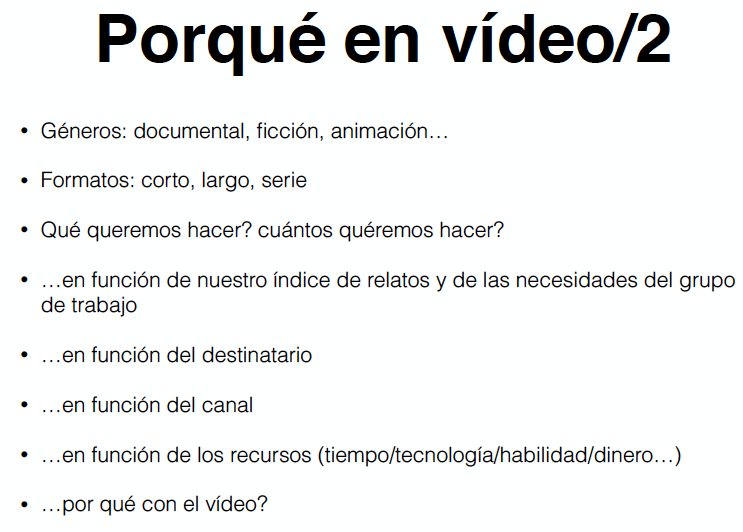 Porqué en vídeo/2
• Géneros: documental, ficción, animación…
• Formatos: corto, largo, serie
• Qué queremos hacer? cuántos quéremos hacer?
• …en función de nuestro índice de relatos y de las necesidades del grupo
de trabajo
• …en función del destinatario
• …en función del canal
• …en función de los recursos (tiempo/tecnología/habilidad/dinero…)
• …por qué con el vídeo?